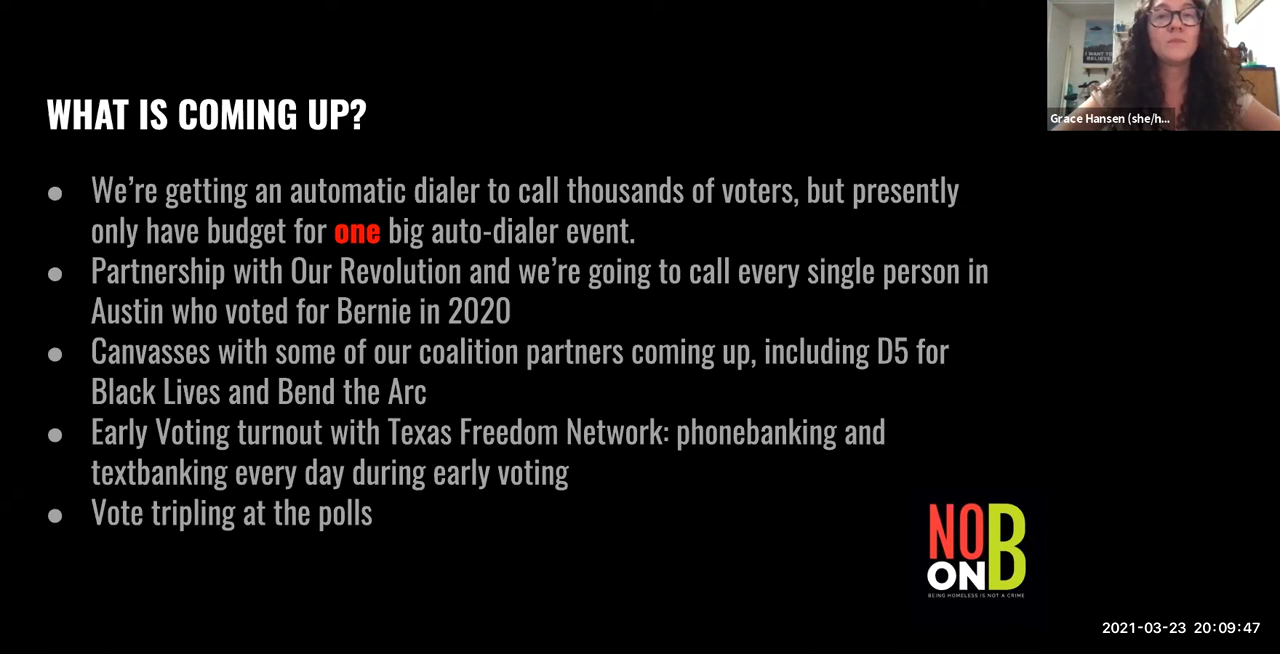 WHAT IS COMING UP?
● We’re getting an automatic dialer to call thousands of voters, but presently
only have budget for one big auto-dialer event.
● Partnership with Our Revolution and we’re going to call every single person in
Austin who voted for Bernie in 2020
● Canvasses with some of our coalition partners coming up, including D5 for
Black Lives and Bend the Arc
● Early Voting turnout with Texas Freedom Network: phonebanking and
textbanking every day during early voting
● Vote tripling at the polls
I WANT TO
BELIEVE
Grace Hansen (she/h...
NO B
ON
BEING HOMELESS IS NOT A CRIME
2021-03-23 20:09:47